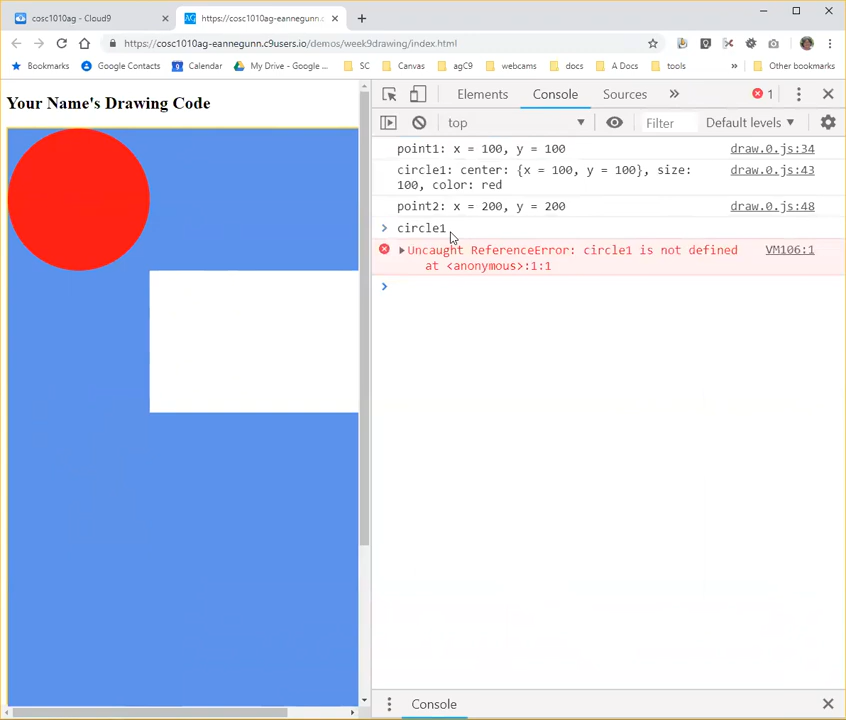 cosc1010ag - Cloud9
https://cosc1010ag-eannegunn.c
https://cosc1010ag-eannegunn.c9users.io/demos/week9drawing/index.html
Bookmarks Google Contacts 9 Calendar My Drive - Google ... SC Canvas agC9 webcams docs A Docs tools » Other bookmarks
Your Name's Drawing Code
Elements Console Sources » 1
top Filter Default levels
point1: x = 100, y = 100 draw.0.js:34
circle1: center: {x = 100, y = 100}, size: draw.0.js:43
100, color: red
point2: x = 200, y = 200 draw.0.js:48
circle1
Uncaught ReferenceError: circle1 is not defined VM106:1
at <anonymous>:1:1
Console